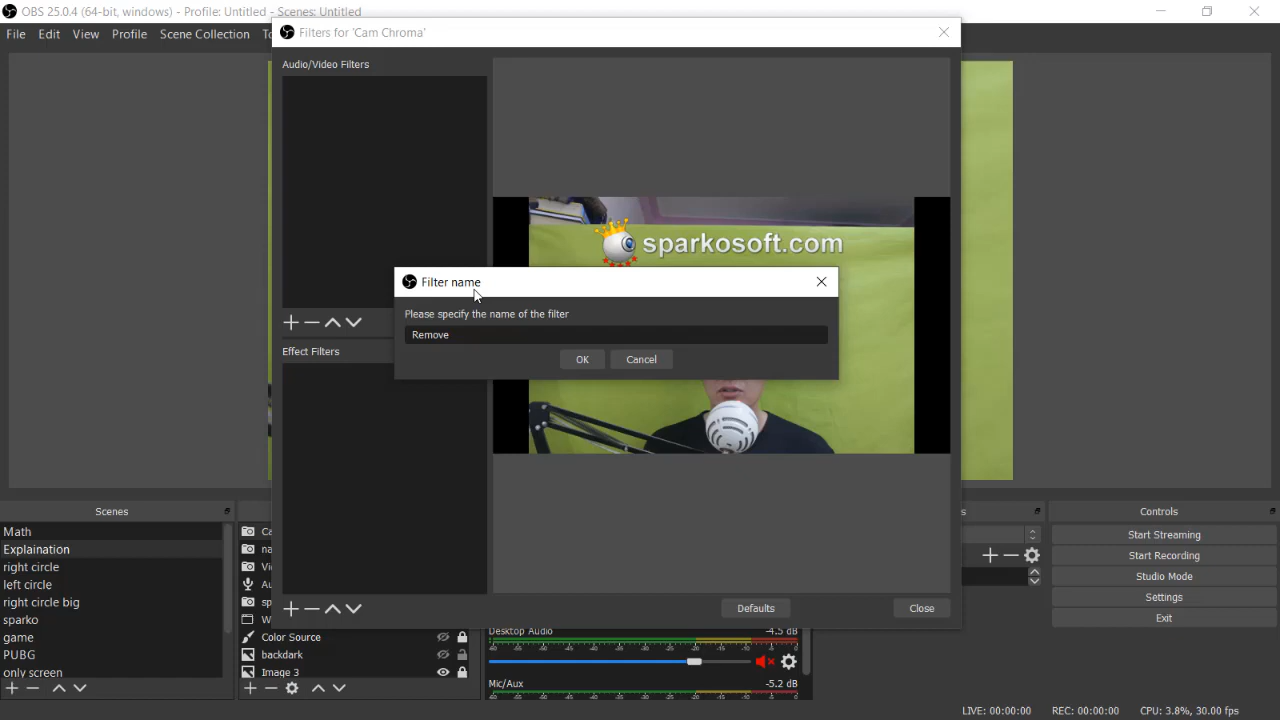 OBS 25.0.4 (64-bit, windows) - Profile: Untitled - Scenes: Untitled
File Edit View Profile Scene Collection
Filters for 'Cam Chroma'
Audio/Video Filters
sparkosoft.com
Filter name
Please specify the name of the filter
Remove
OK Cancel
Effect Filters
Defaults Close
Scenes
Math
Explaination
right circle
left circle
right circle big
sparko
game
PUBG
only screen
Color Source
backdark
Image 3
Desktop Audio -4.5 dB
Mic/Aux -5.2 dB
Controls
Start Streaming
Start Recording
Studio Mode
Settings
Exit
LIVE: 00:00:00 REC: 00:00:00 CPU: 3.8%, 30.00 fps